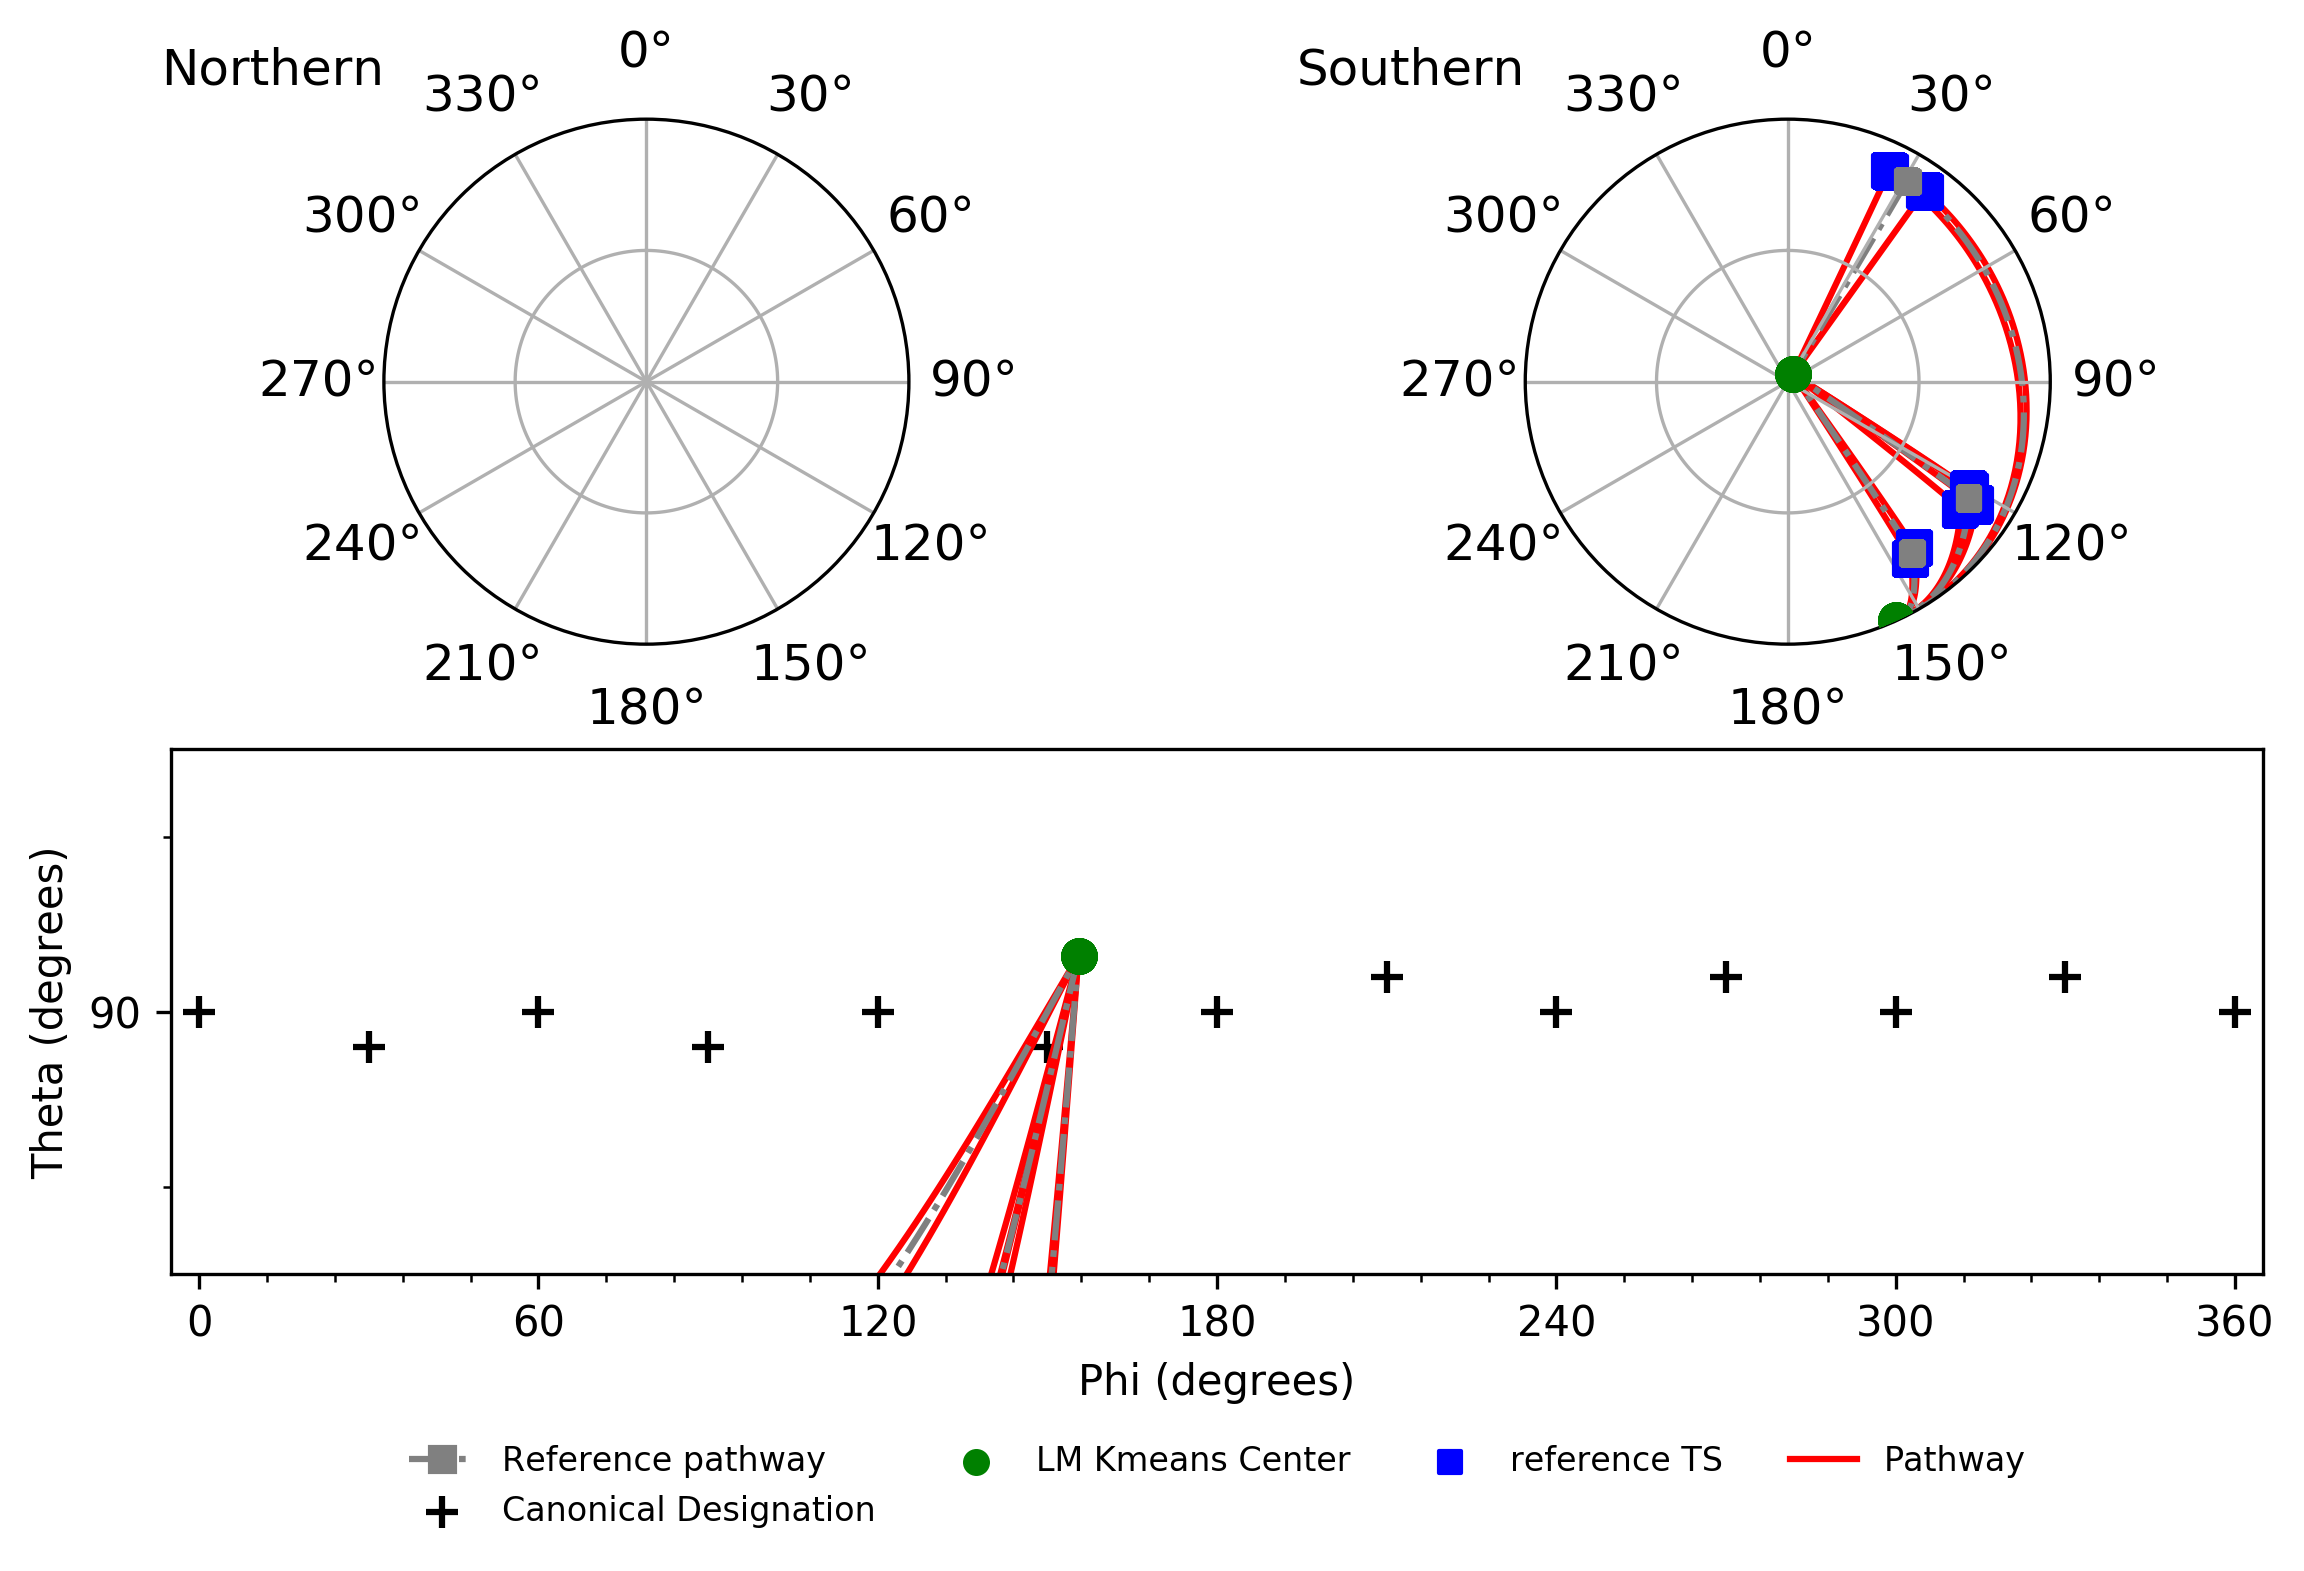 Northern
0°
30°
60°
90°
120°
150°
180°
210°
240°
270°
300°
330°
Southern
0°
30°
60°
90°
120°
150°
180°
210°
240°
270°
300°
330°
Theta (degrees)
90
0 60 120 180 240 300 360
Phi (degrees)
Reference pathway
Canonical Designation
LM Kmeans Center
reference TS
Pathway